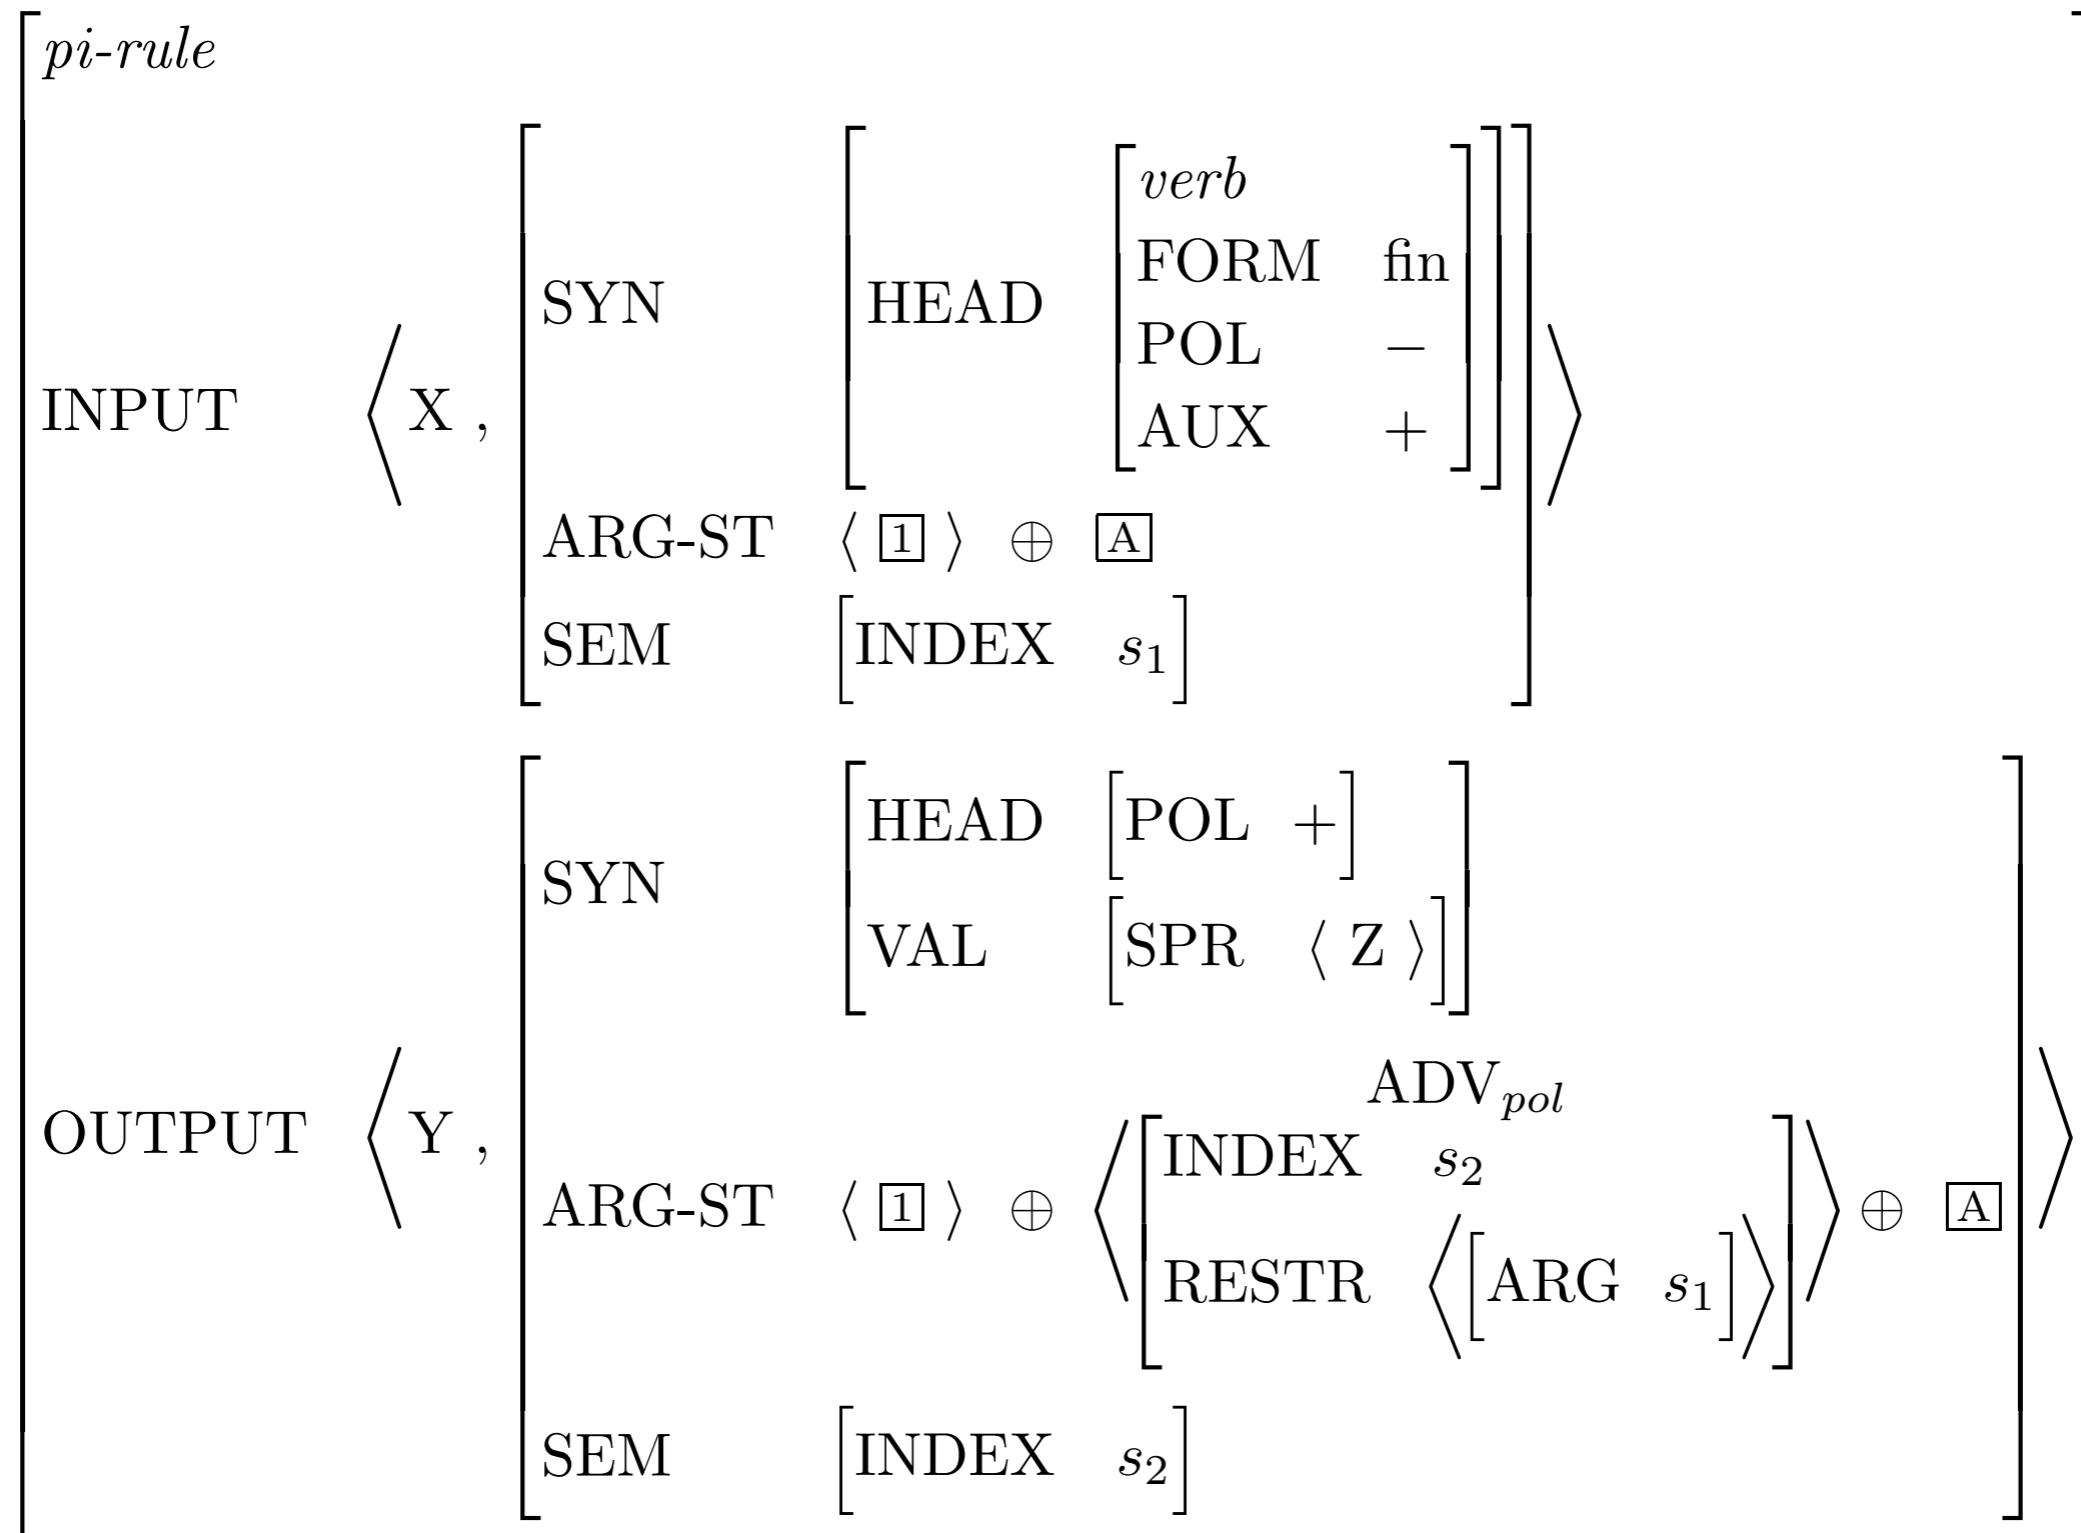 pi-rule
verb
FORM fin
SYN HEAD
POL −
INPUT ⟨ X ,
AUX + ⟩
ARG-ST ⟨ 1 ⟩ ⊕ A
SEM [INDEX s₁]
HEAD [POL +]
SYN
VAL [SPR ⟨ Z ⟩]
ADV_pol
OUTPUT ⟨ Y ,
INDEX s₂
ARG-ST ⟨ 1 ⟩ ⊕ ⟨ ⟩ ⊕ A ⟩
RESTR ⟨[ARG s₁]⟩
SEM [INDEX s₂]